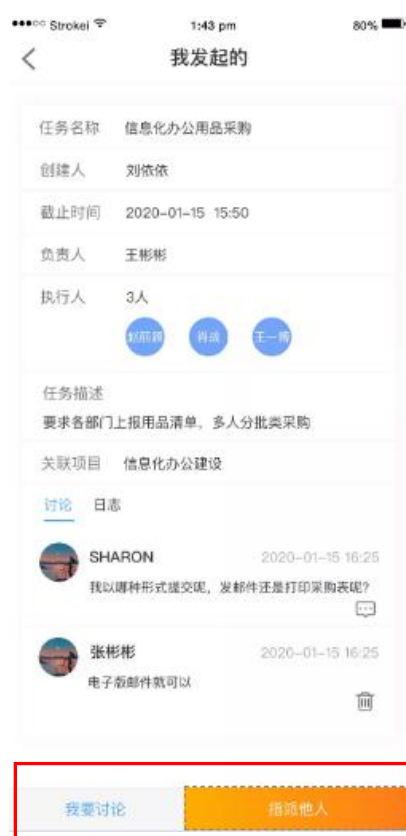 Strokei
1:43 pm
80%
我发起的
任务名称 信息化办公用品采购
创建人 刘依依
截止时间 2020-01-15 15:50
负责人 王彬彬
执行人 3人
肖战 王一博
任务描述
要求各部门上报用品清单，多人分批类采购
关联项目 信息化办公建设
讨论 日志
SHARON 2020-01-15 16:25
我以哪种形式提交呢，发邮件还是打印采购表呢?
张彬彬 2020-01-15 16:25
电子版邮件就可以
我要讨论 指派他人